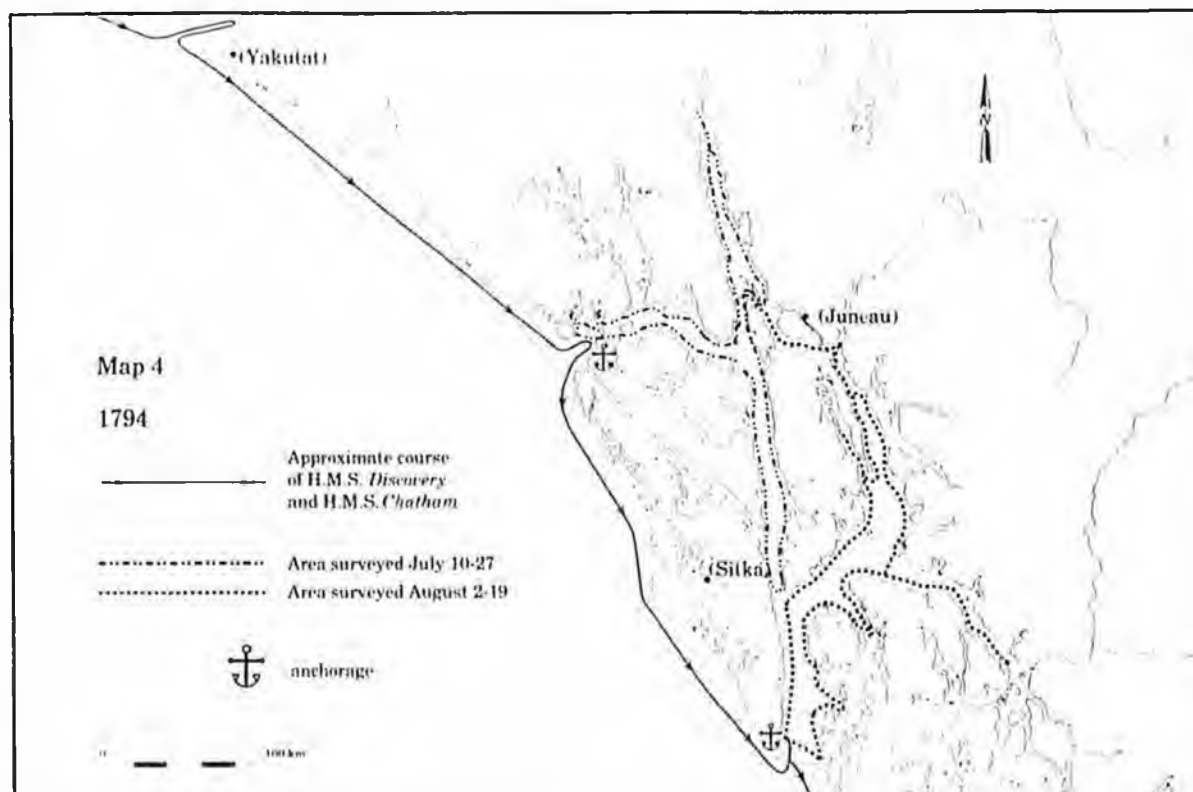 (Yakutat)
N
(Juneau)
Map 4
1794
Approximate course
of H.M.S. Discovery
and H.M.S. Chatham
(Sitka)
Area surveyed July 10-27
Area surveyed August 2-19
anchorage
0 100 km